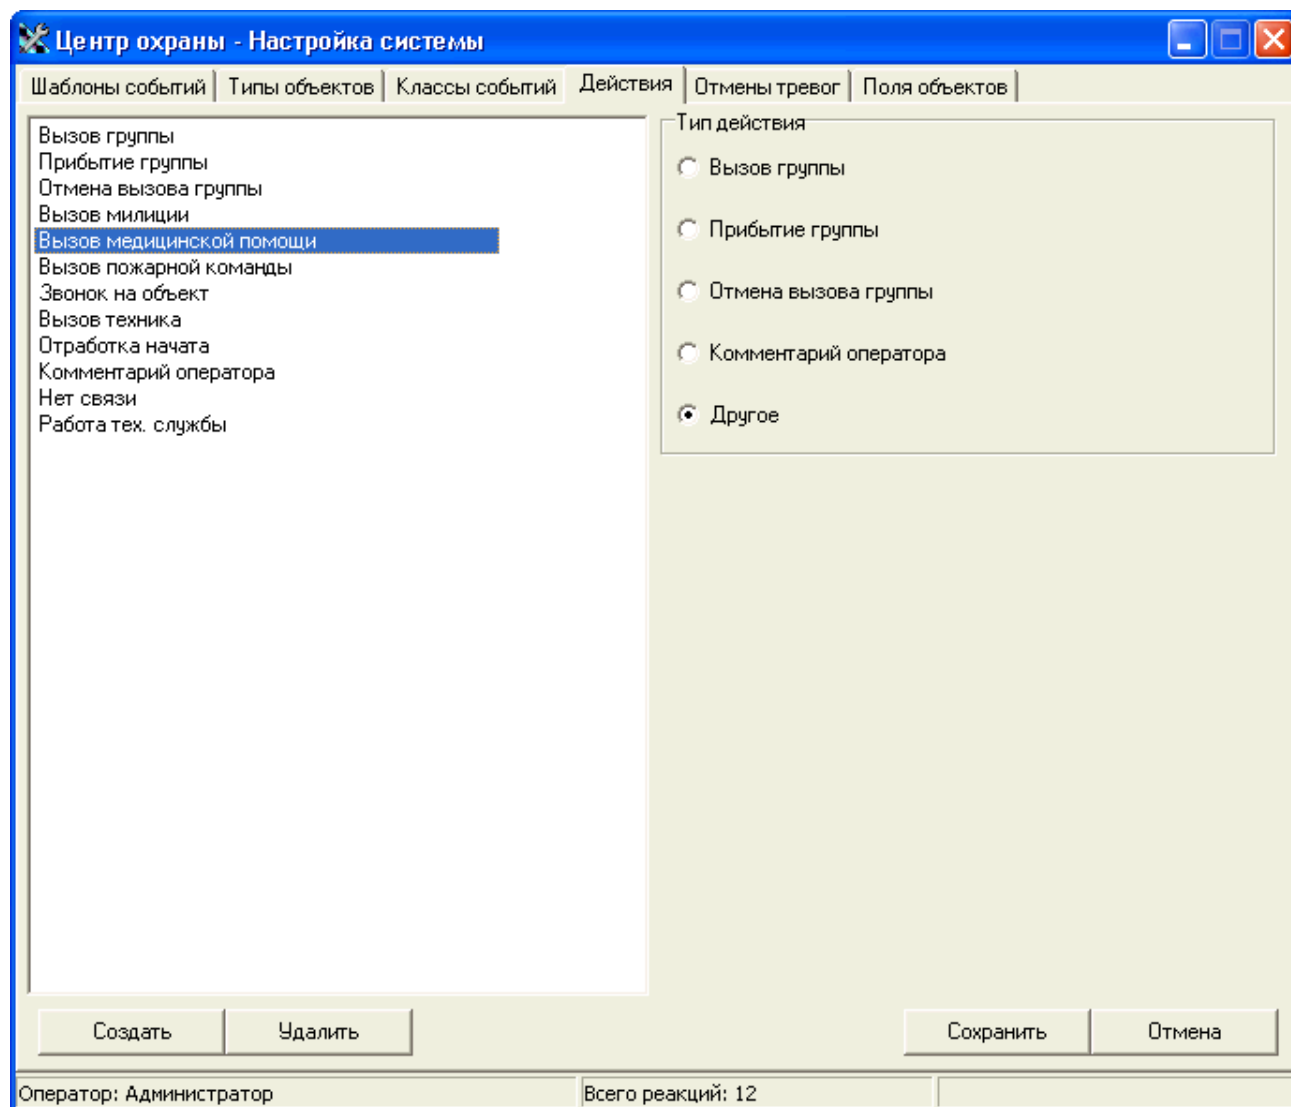 Центр охраны - Настройка системы
Шаблоны событий Типы объектов Классы событий Действия Отмены тревог Поля объектов
Вызов группы
Прибытие группы
Отмена вызова группы
Вызов милиции
Вызов медицинской помощи
Вызов пожарной команды
Звонок на объект
Вызов техника
Отработка начата
Комментарий оператора
Нет связи
Работа тех. службы
Тип действия
Вызов группы
Прибытие группы
Отмена вызова группы
Комментарий оператора
Другое
Создать Удалить Сохранить Отмена
Оператор: Администратор Всего реакций: 12